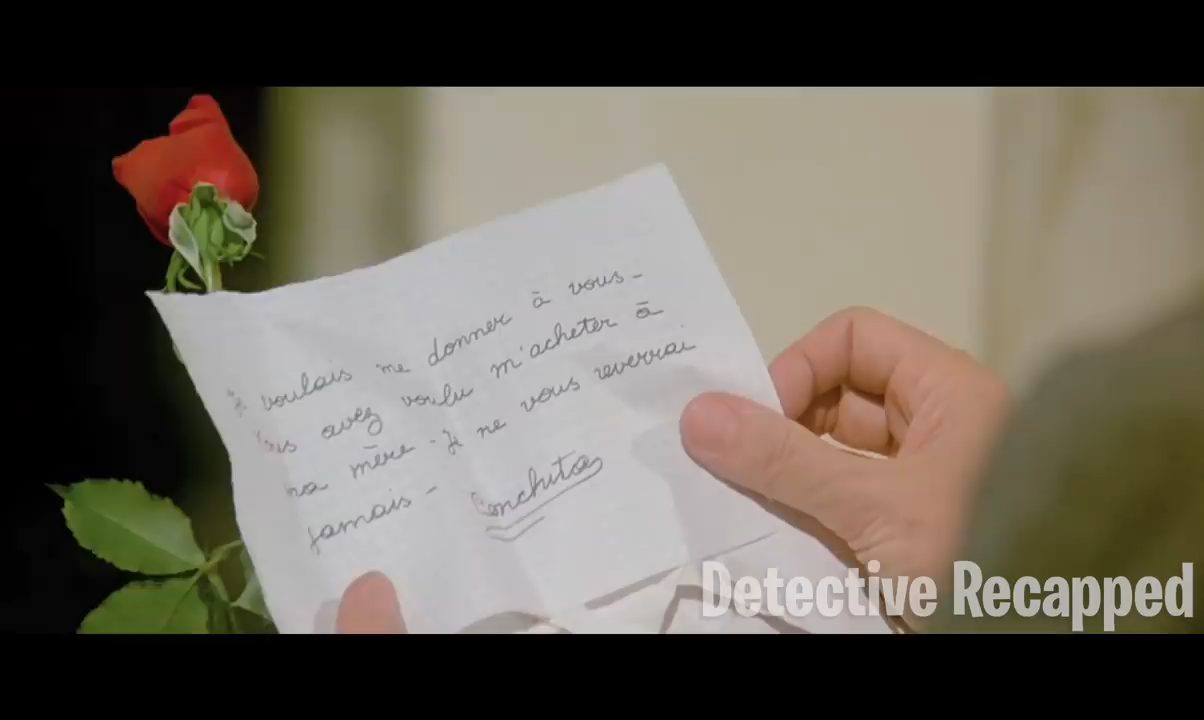 Je voulais me donner à vous -
Vous avez voulu m'acheter à
ma mère - Je ne vous reverrai
jamais -
Conchita
Detective Recapped